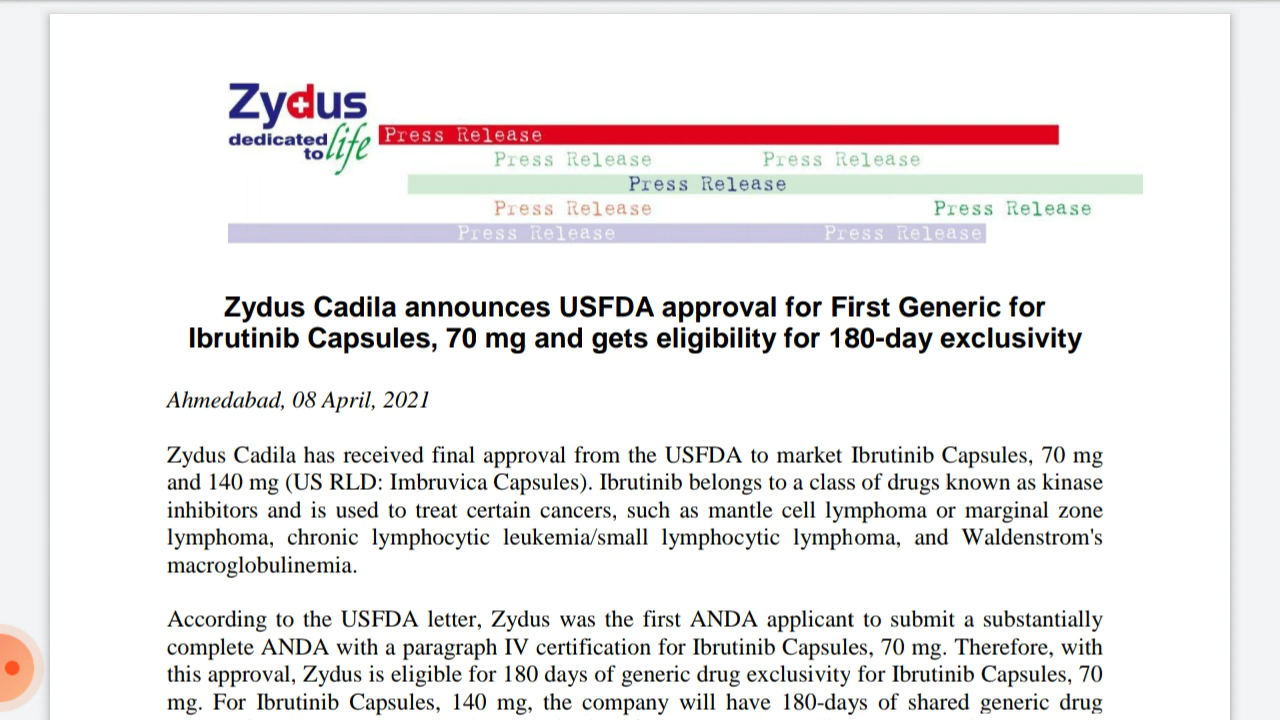 Zydus
dedicated
to life
Press Release
Press Release Press Release
Press Release
Press Release Press Release
Press Release Press Release
Zydus Cadila announces USFDA approval for First Generic for
Ibrutinib Capsules, 70 mg and gets eligibility for 180-day exclusivity
Ahmedabad, 08 April, 2021
Zydus Cadila has received final approval from the USFDA to market Ibrutinib Capsules, 70 mg
and 140 mg (US RLD: Imbruvica Capsules). Ibrutinib belongs to a class of drugs known as kinase
inhibitors and is used to treat certain cancers, such as mantle cell lymphoma or marginal zone
lymphoma, chronic lymphocytic leukemia/small lymphocytic lymphoma, and Waldenstrom's
macroglobulinemia.
According to the USFDA letter, Zydus was the first ANDA applicant to submit a substantially
complete ANDA with a paragraph IV certification for Ibrutinib Capsules, 70 mg. Therefore, with
this approval, Zydus is eligible for 180 days of generic drug exclusivity for Ibrutinib Capsules, 70
mg. For Ibrutinib Capsules, 140 mg, the company will have 180-days of shared generic drug